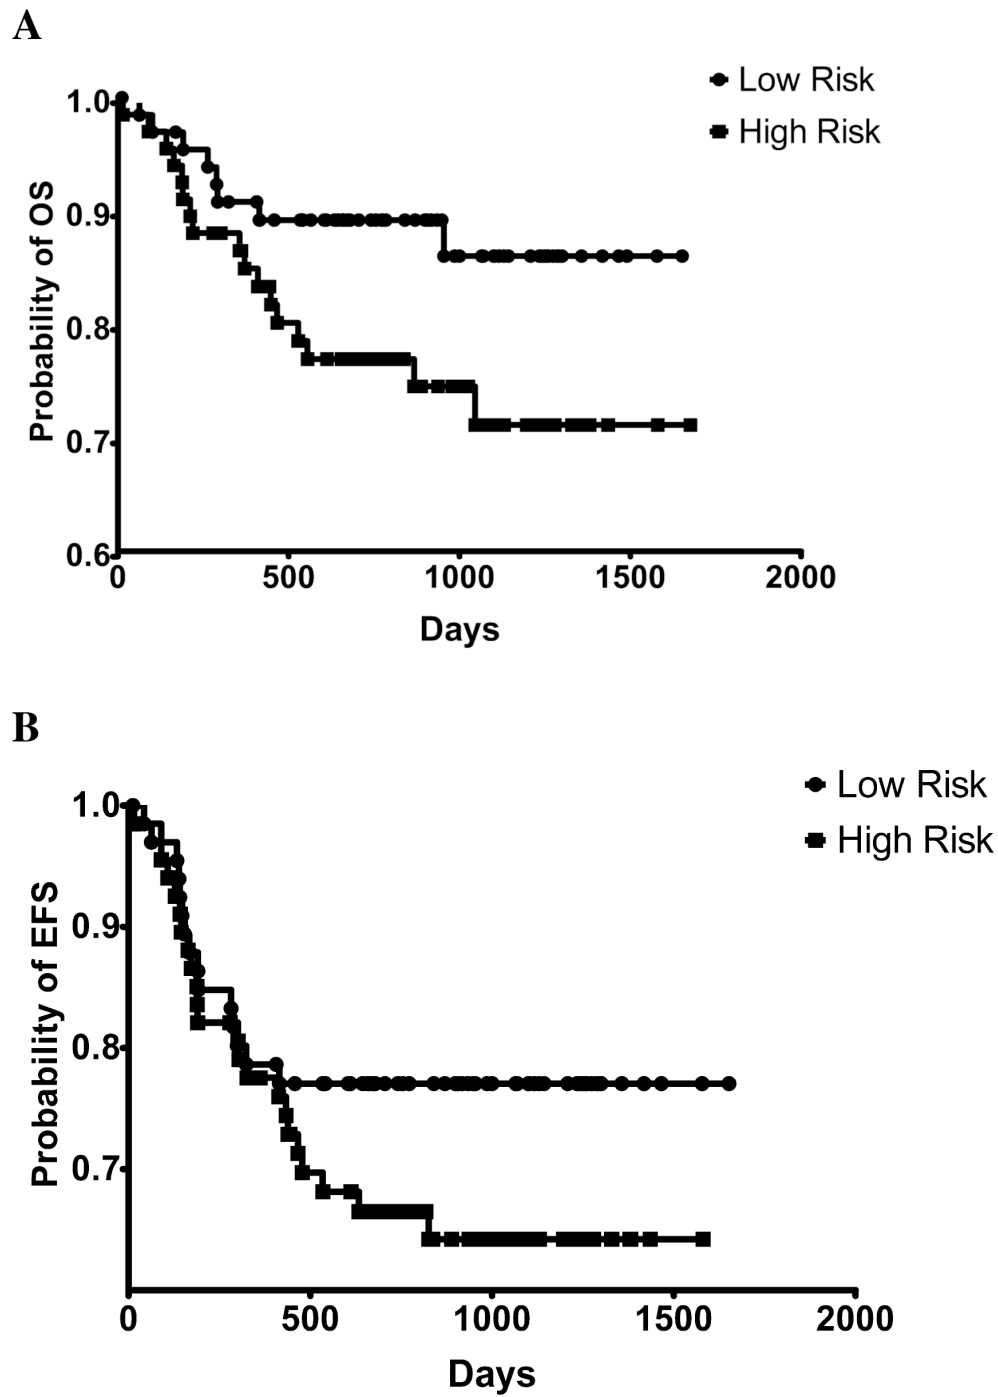 A
Low Risk
High Risk
Probability of OS
1.0
0.9
0.8
0.7
0.6
0
500
1000
1500
2000
Days
B
Low Risk
High Risk
Probability of EFS
1.0
0.9
0.8
0.7
0
500
1000
1500
2000
Days